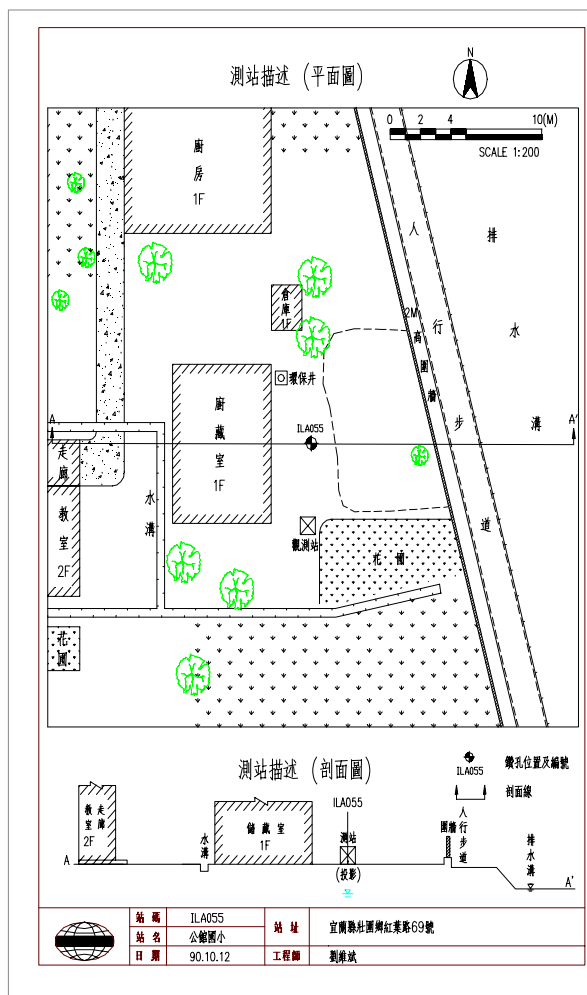 測站描述 (平面圖)
N
0 2 4 10(M)
SCALE 1:200
廚房
1F
人行步道
排水溝
倉庫
1F
2M
高圍牆
環保井
廚藏室
1F
ILA055
A
A'
走廊
教室
2F
水溝
觀測站
花圃
花圃
測站描述 (剖面圖)
ILA055
鑽孔位置及編號
剖面線
ILA055
走廊
教室
2F
水溝
儲藏室
1F
測站
(投影)
圍牆
人行步道
排水溝
A
A'
站碼 ILA055
站址 宜蘭縣壯圍鄉紅葉路69號
站名 公館國小
日期 90.10.12
工程師 劉維斌